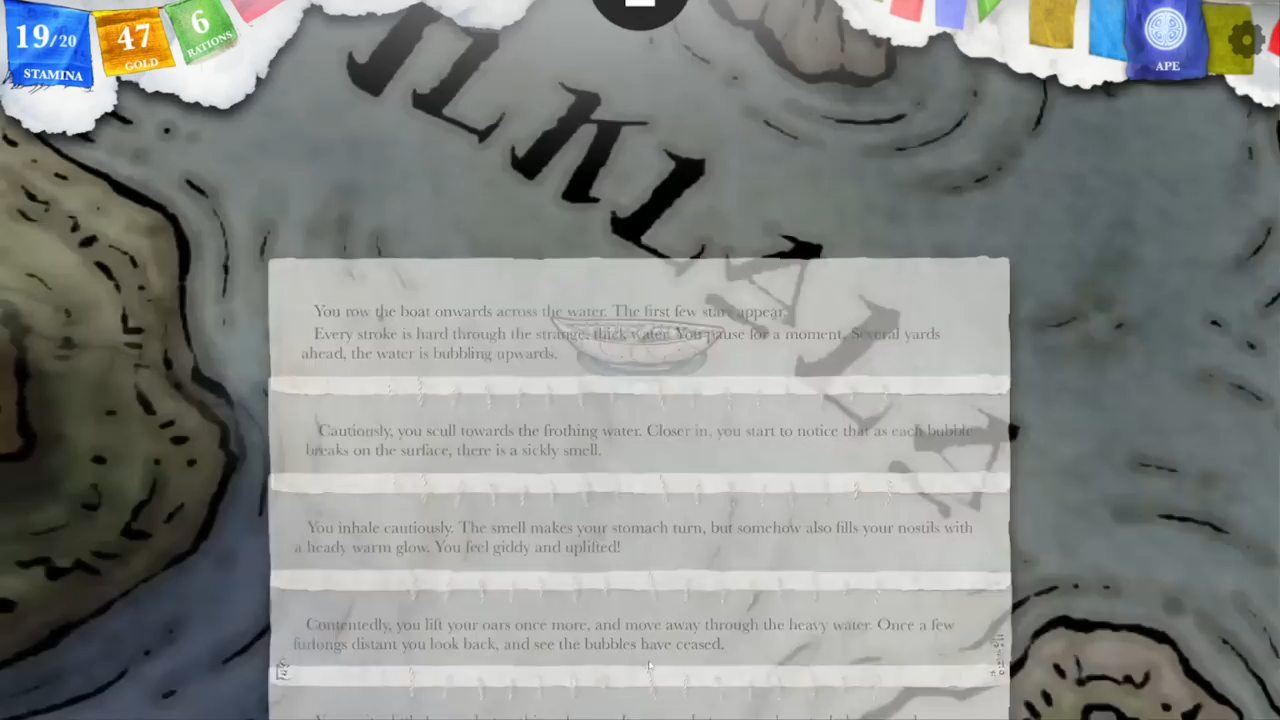 19/20
STAMINA
47
GOLD
6
RATIONS
APE
ILKLALA
You row the boat onwards across the water. The first few stars appear.
Every stroke is hard through the strange, thick water. You pause for a moment. Several yards
ahead, the water is bubbling upwards.
Cautiously, you scull towards the frothing water. Closer in, you start to notice that as each bubble
breaks on the surface, there is a sickly smell.
You inhale cautiously. The smell makes your stomach turn, but somehow also fills your nostils with
a heady warm glow. You feel giddy and uplifted!
Contentedly, you lift your oars once more, and move away through the heavy water. Once a few
furlongs distant you look back, and see the bubbles have ceased.